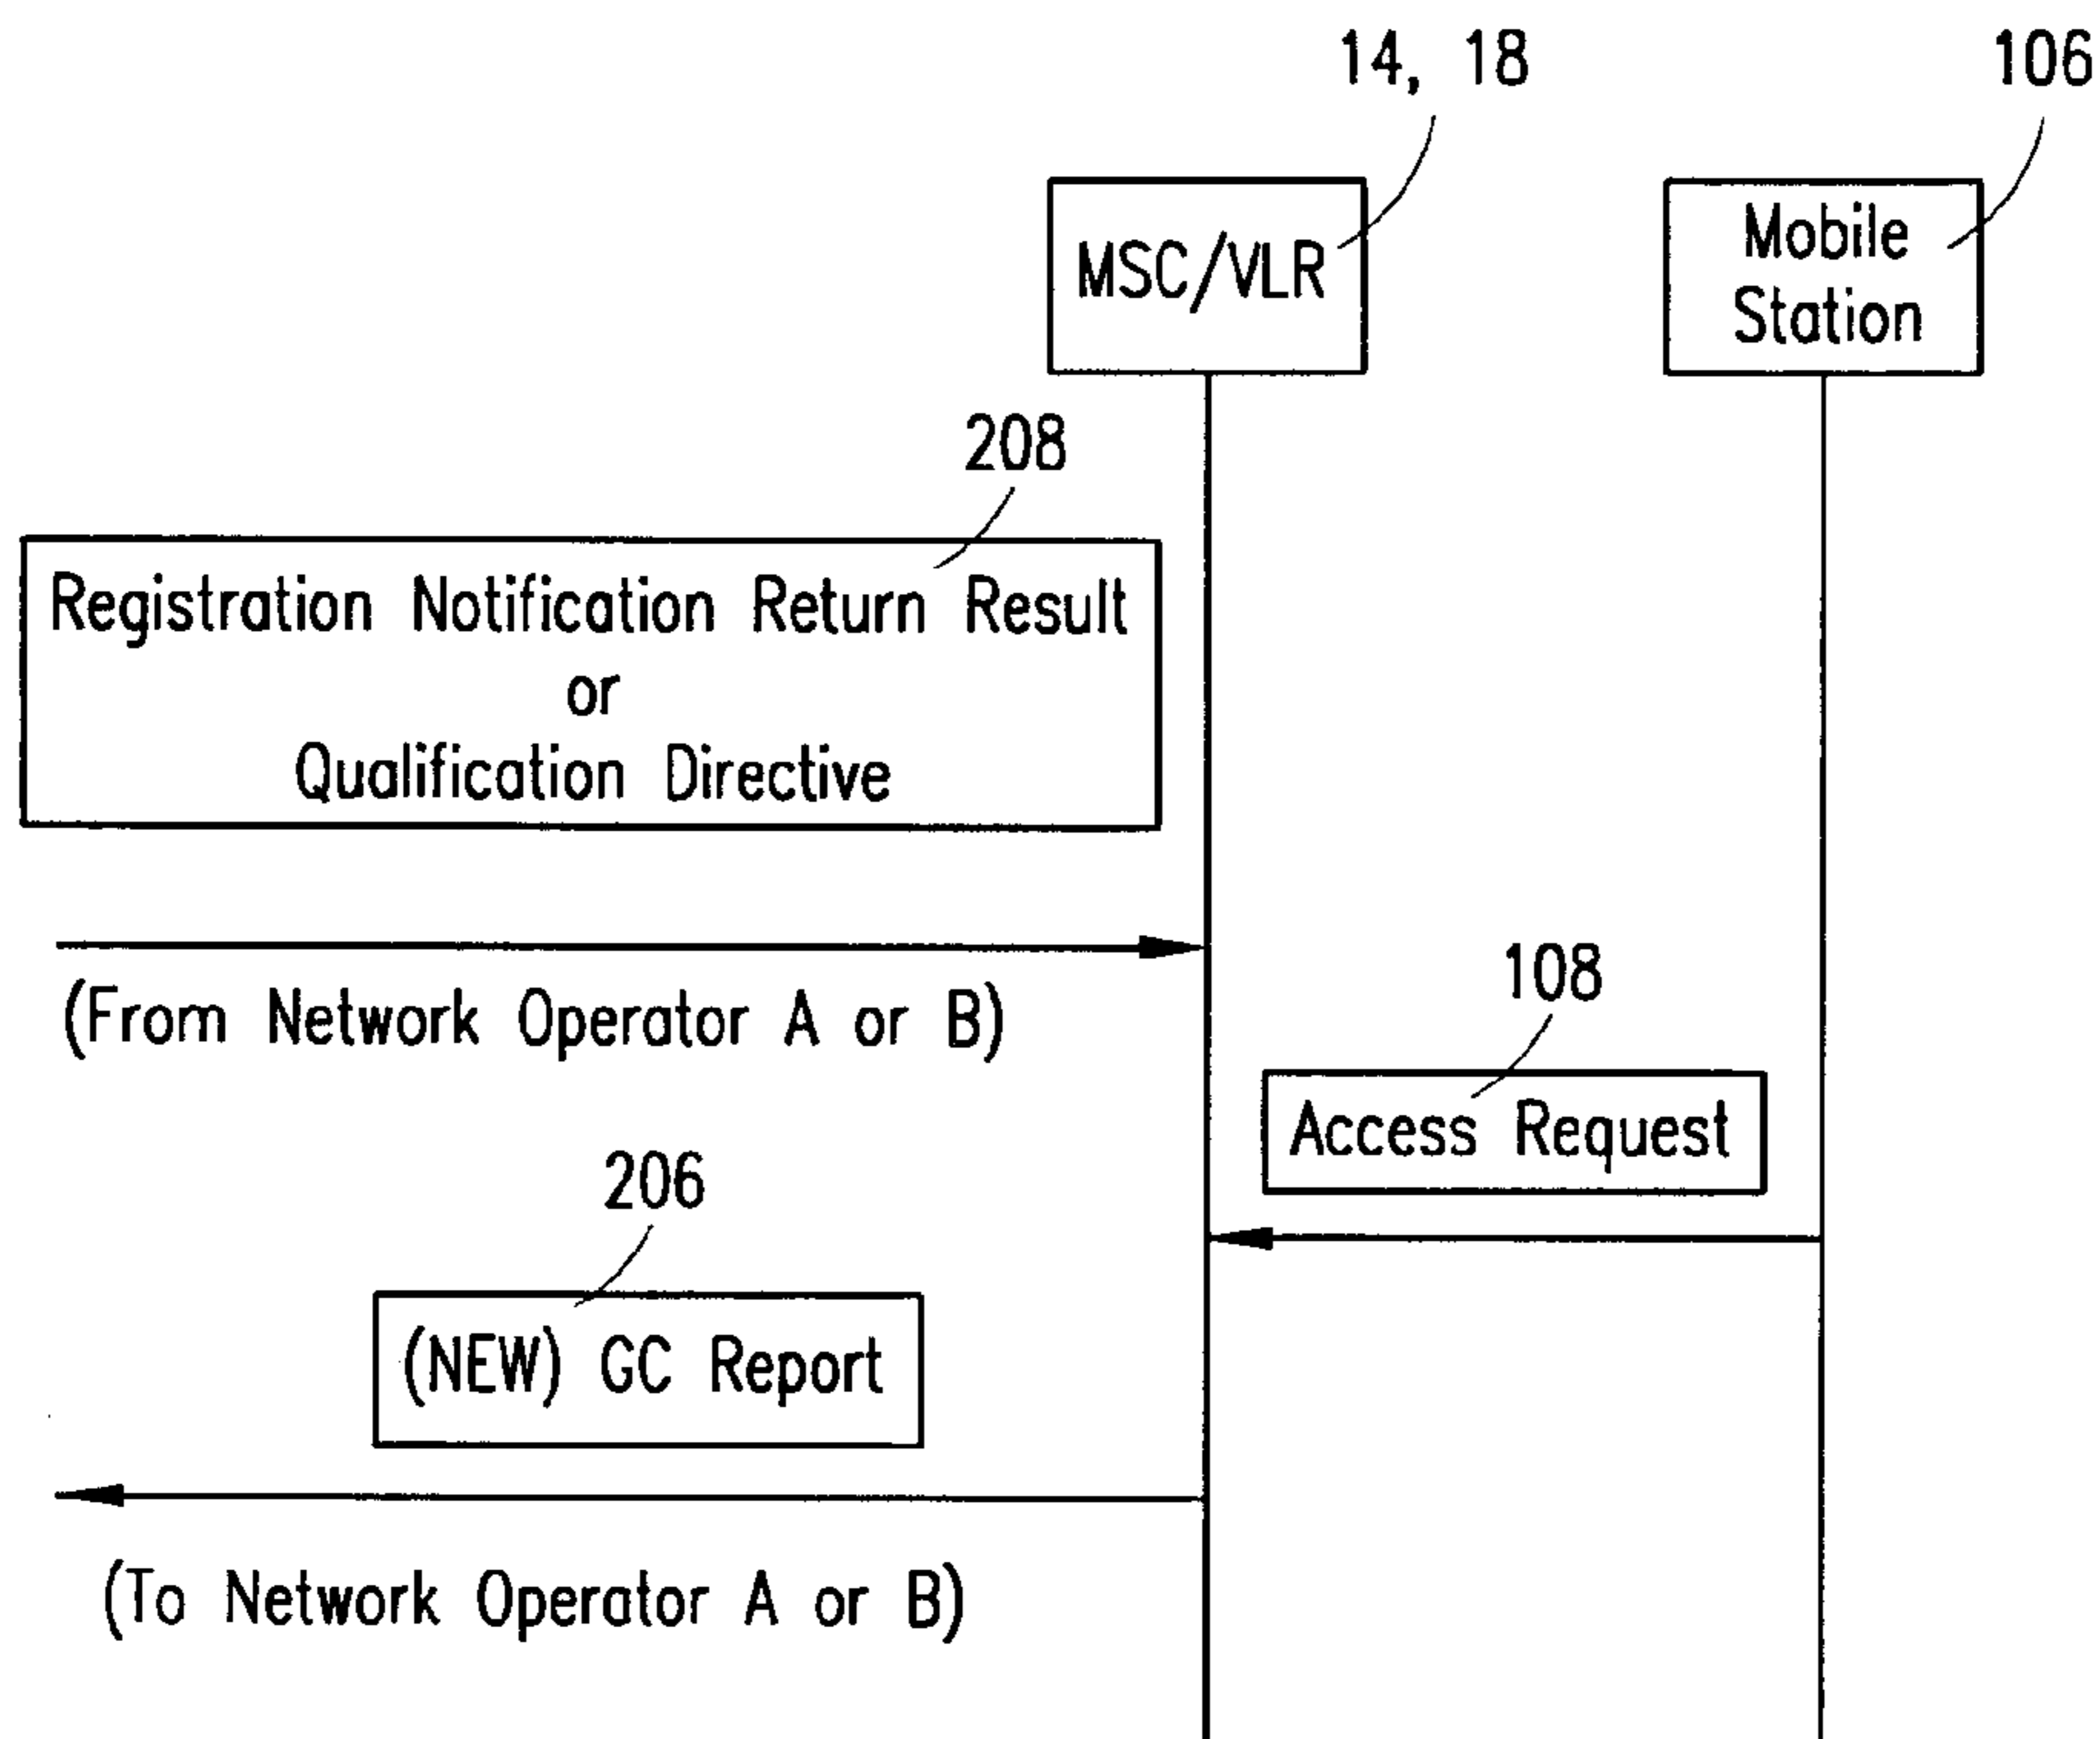 14, 18
106
MSC/VLR
Mobile
Station
208
Registration Notification Return Result
or
Qualification Directive
(From Network Operator A or B)
108
Access Request
206
(NEW) GC Report
(To Network Operator A or B)